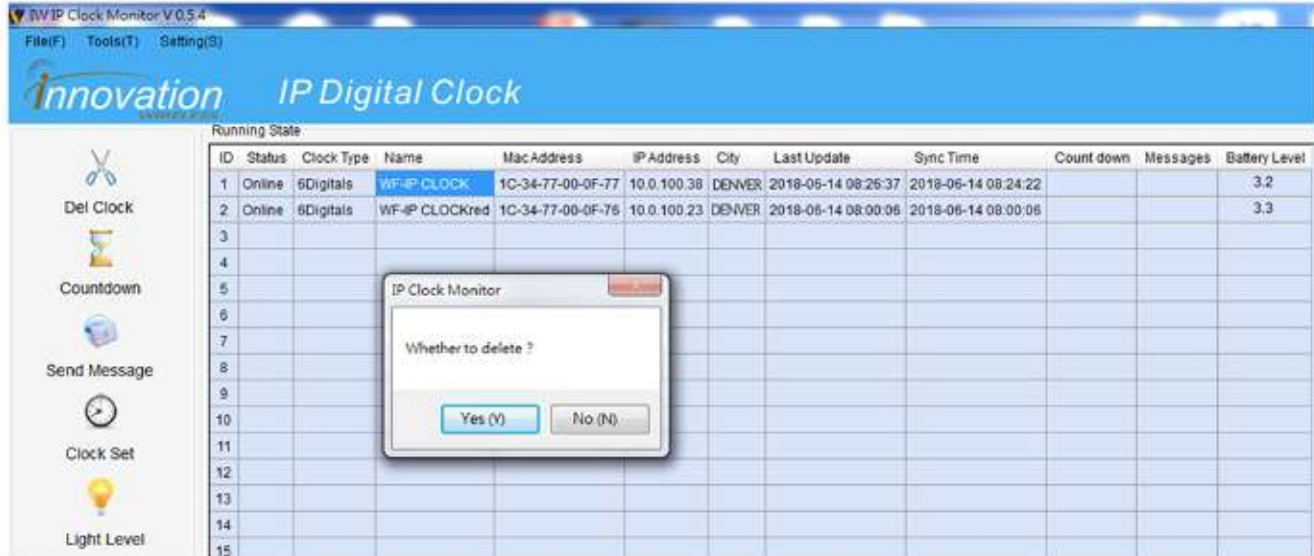 IW IP Clock Monitor V 0.5.4
File(F) Tools(T) Setting(S)
Innovation
WIRELESS
IP Digital Clock
Running State
ID Status Clock Type Name Mac Address IP Address City Last Update Sync Time Count down Messages Battery Level
1 Online 6Digitals WF-IP CLOCK 1C-34-77-00-0F-77 10.0.100.38 DENVER 2018-06-14 08:26:37 2018-06-14 08:24:22 3.2
2 Online 6Digitals WF-IP CLOCKred 1C-34-77-00-0F-76 10.0.100.23 DENVER 2018-06-14 08:00:06 2018-06-14 08:00:06 3.3
3
4
5
6
7
8
9
10
11
12
13
14
15
Del Clock
Countdown
Send Message
Clock Set
Light Level
IP Clock Monitor
Whether to delete ?
Yes (Y) No (N)